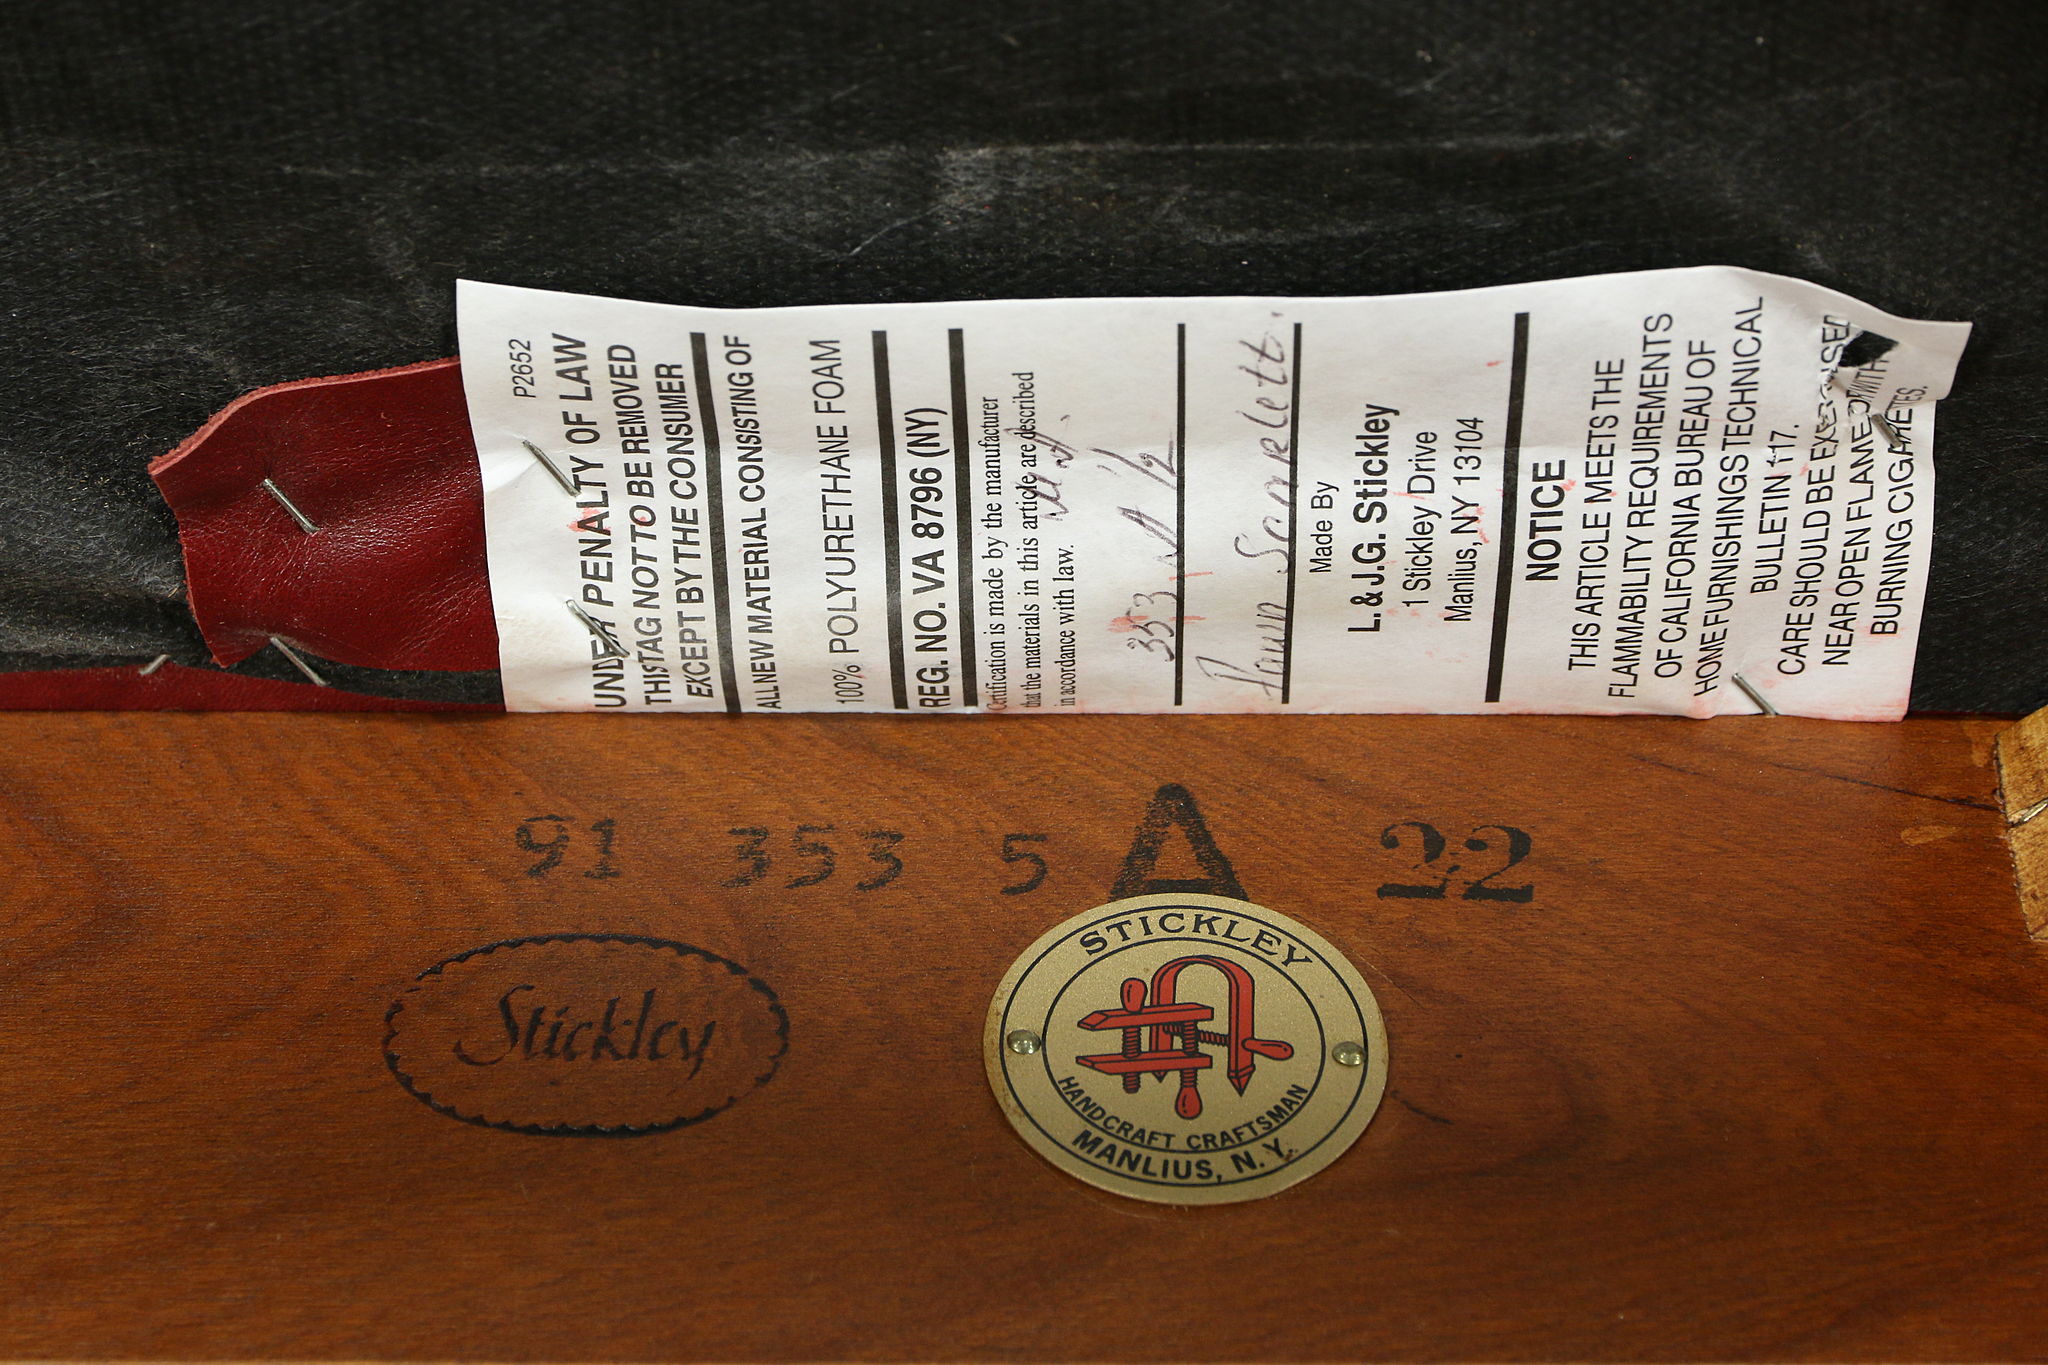 P2652
UNDER PENALTY OF LAW
THIS TAG NOT TO BE REMOVED
EXCEPT BY THE CONSUMER
ALL NEW MATERIAL CONSISTING OF
100% POLYURETHANE FOAM
REG. NO. VA 8796 (NY)
Certification is made by the manufacturer
that the materials in this article are described
in accordance with law.
353
Scarlett.
Made By
L. & J.G. Stickley
1 Stickley Drive
Manlius, NY 13104
NOTICE
THIS ARTICLE MEETS THE
FLAMMABILITY REQUIREMENTS
OF CALIFORNIA BUREAU OF
HOME FURNISHINGS TECHNICAL
BULLETIN 117.
CARE SHOULD BE EXERCISED
NEAR OPEN FLAME OR WITH
BURNING CIGARETTES.
91 353 5 A 22
Stickley
STICKLEY
HANDCRAFT CRAFTSMAN
MANLIUS, N.Y.